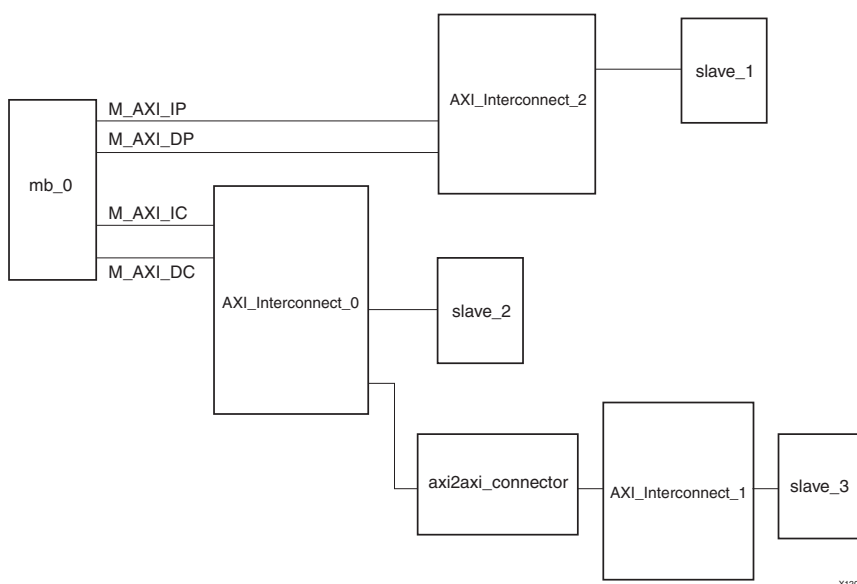 slave_1
AXI_Interconnect_2
M_AXI_IP
M_AXI_DP
mb_0
M_AXI_IC
M_AXI_DC
AXI_Interconnect_0
slave_2
axi2axi_connector
AXI_Interconnect_1
slave_3